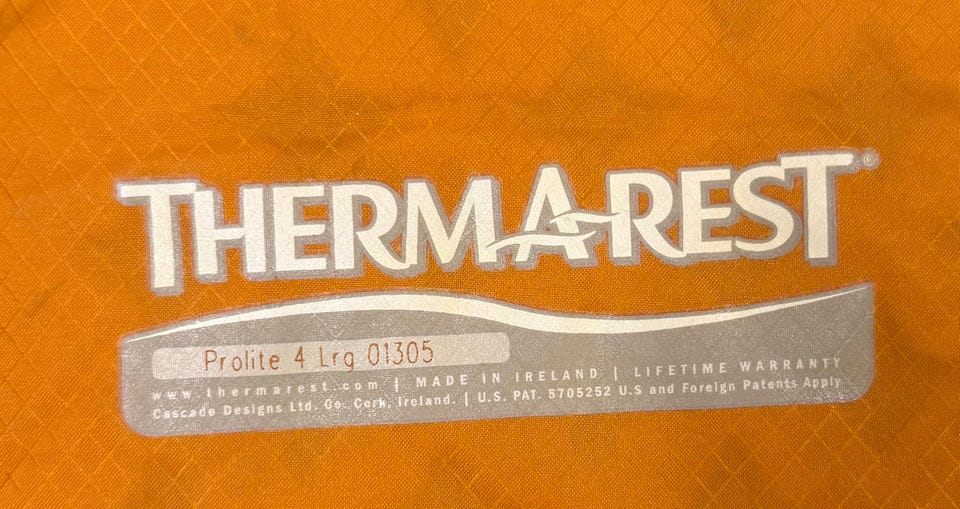 THERMAREST®
Prolite 4 Lrg 01305
www.thermarest.com | MADE IN IRELAND | LIFETIME WARRANTY
Cascade Designs Ltd. Co. Cork, Ireland. | U.S. PAT. 5705252 U.S and Foreign Patents Apply